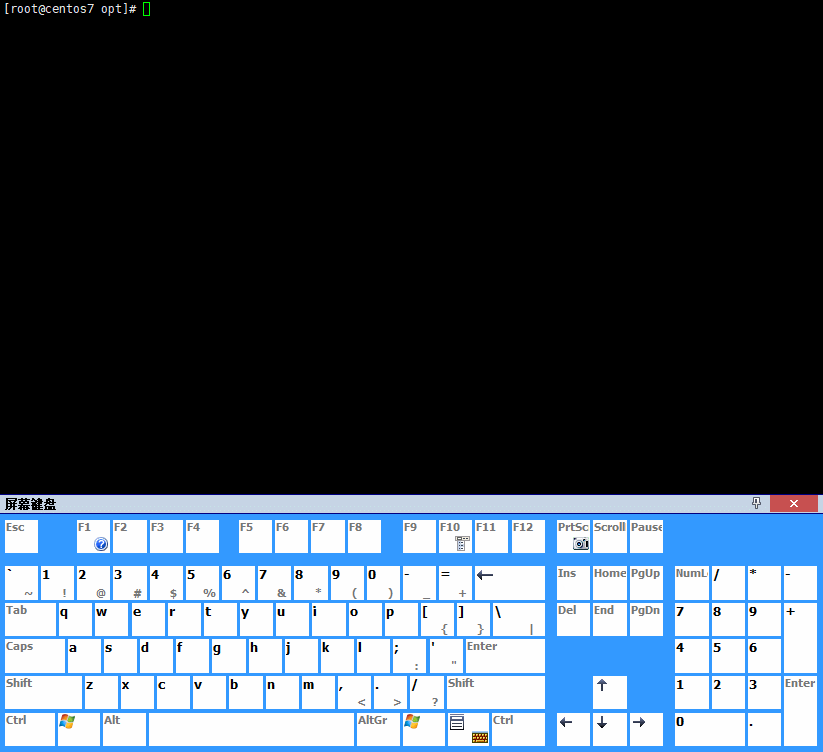 [root@centos7 opt]#
屏幕键盘
Esc F1 F2 F3 F4 F5 F6 F7 F8 F9 F10 F11 F12 PrtSc Scroll Pause
` ~ 1 ! 2 @ 3 # 4 $ 5 % 6 ^ 7 & 8 * 9 ( 0 ) - _ = + ← Ins Home PgUp NumL / * -
Tab q w e r t y u i o p [ { ] } \ | Del End PgDn 7 8 9 +
Caps a s d f g h j k l ; : ' " Enter 4 5 6
Shift z x c v b n m , < . > / ? Shift ↑ 1 2 3 Enter
Ctrl Alt AltGr Ctrl ← ↓ → 0 .